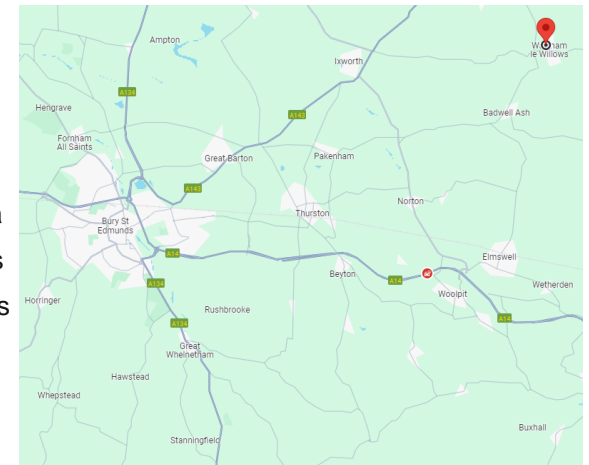 Ampton
W ham
le Willows
Ixworth
A134
Hengrave
A143
Badwell Ash
Fornham
All Saints
Great Barton
Pakenham
A143
Norton
Thurston
Bury St
Edmunds
s
A14
Elmswell
Beyton
A14
A134
Wetherden
Woolpit
Horringer
s
Rushbrooke
A14
A134
Great
Whelnetham
Hawstead
Whepstead
Buxhall
Stanningfield